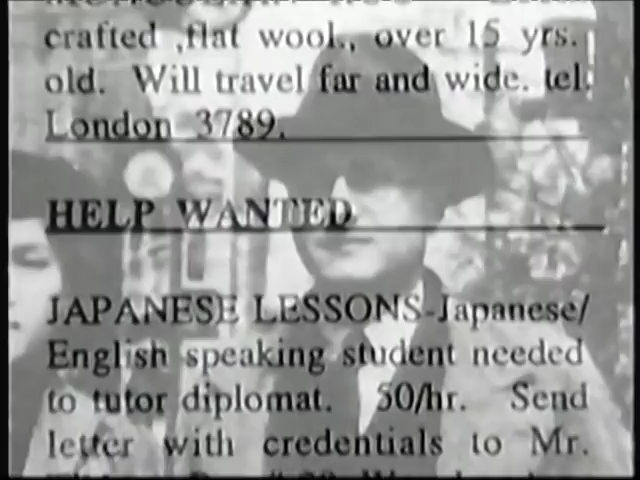 crafted ,flat wool., over 15 yrs.
old. Will travel far and wide. tel.
London 3789.
HELP WANTED
JAPANESE LESSONS-Japanese/
English speaking student needed
to tutor diplomat. 50/hr. Send
letter with credentials to Mr.